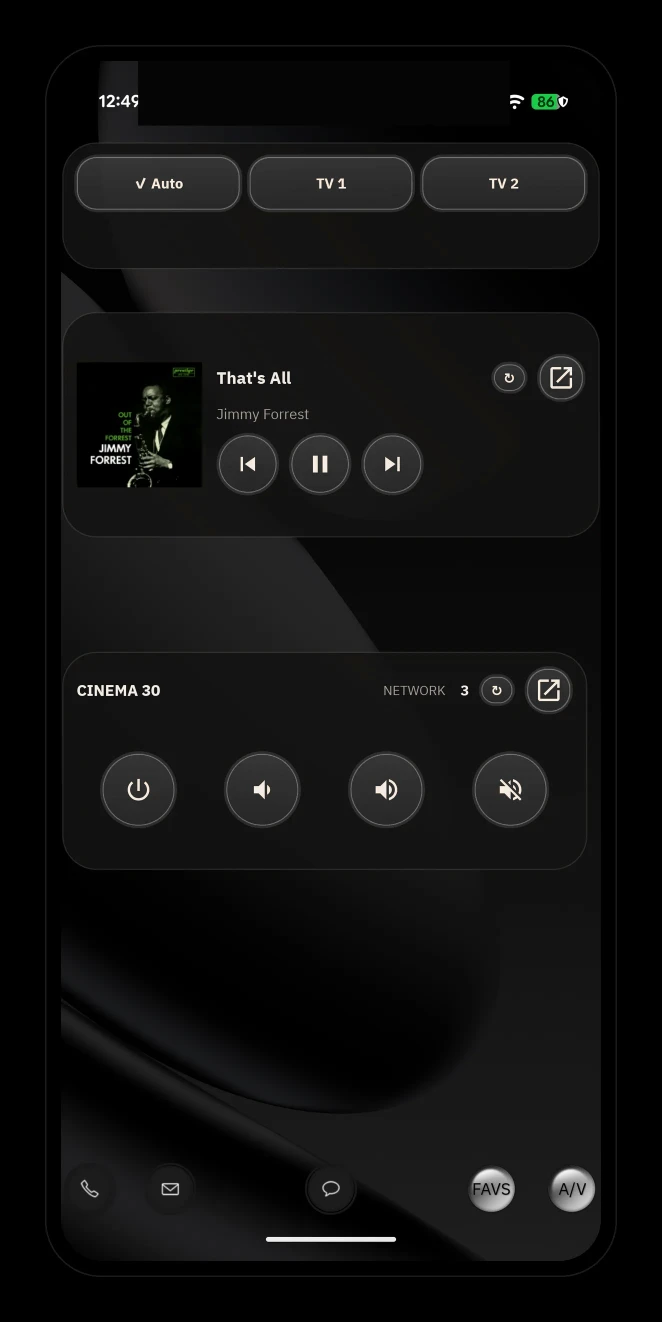 12:49
86
✓ Auto
TV 1
TV 2
That's All
Jimmy Forrest
OUT
OF
THE
FORREST
JIMMY
FORREST
CINEMA 30
NETWORK 3
FAVS
A/V